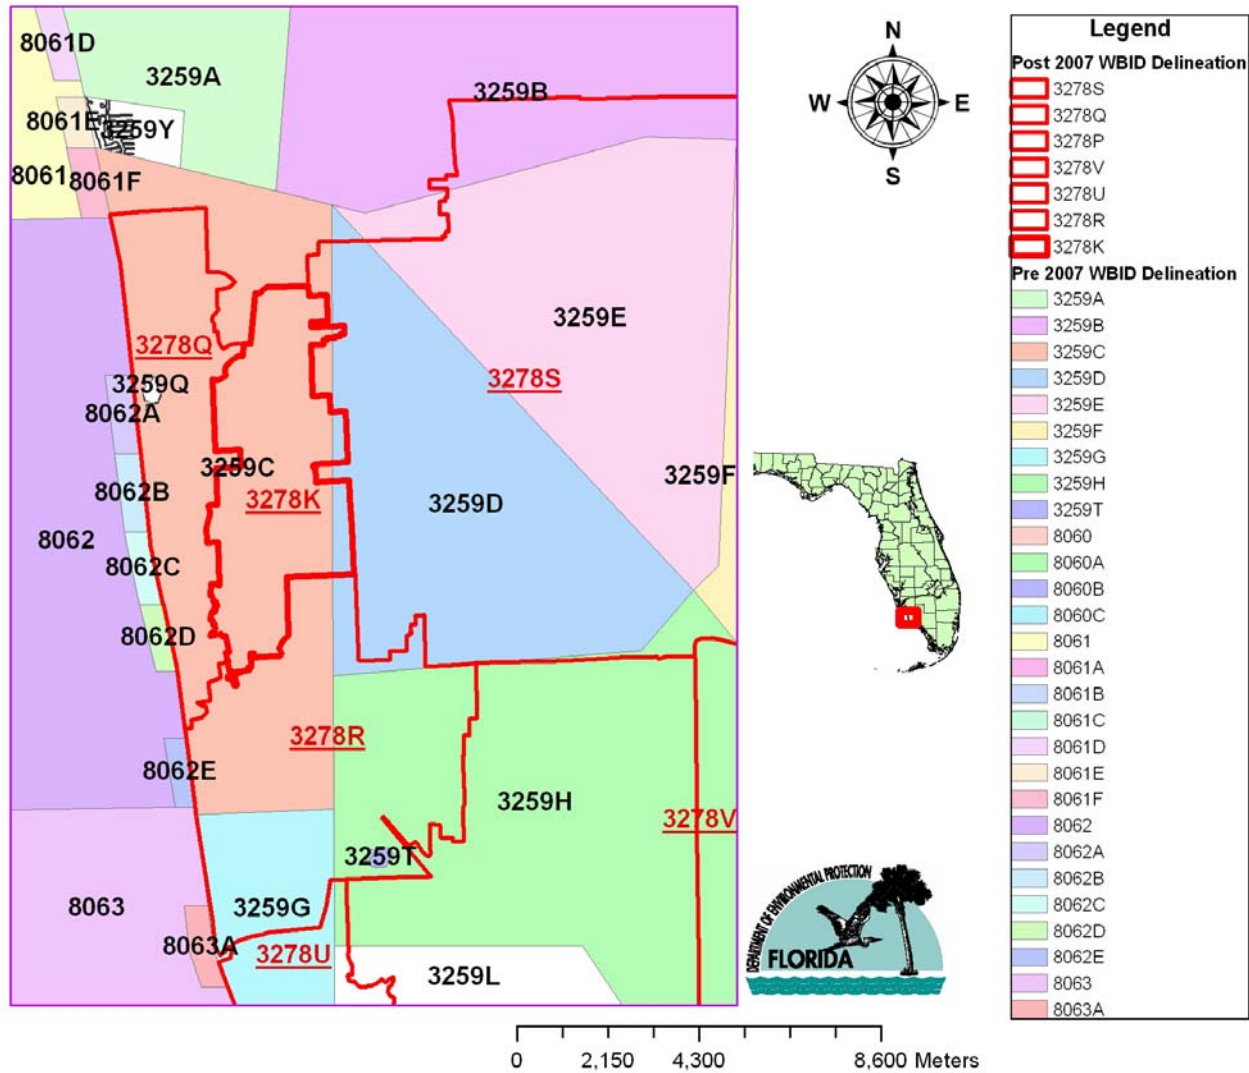 8061D
3259A
3259B
8061E
3259Y
8061
8061F
3259E
3278Q
3278S
3259Q
8062A
3259C
3259F
8062B
3278K
3259D
8062
8062C
8062D
3278R
8062E
3259H
3278V
3259T
8063
3259G
8063A
3278U
3259L
N
W
E
S
DEPARTMENT OF ENVIRONMENTAL PROTECTION
FLORIDA
0
2,150
4,300
8,600 Meters
Legend
Post 2007 WBID Delineation
3278S
3278Q
3278P
3278V
3278U
3278R
3278K
Pre 2007 WBID Delineation
3259A
3259B
3259C
3259D
3259E
3259F
3259G
3259H
3259T
8060
8060A
8060B
8060C
8061
8061A
8061B
8061C
8061D
8061E
8061F
8062
8062A
8062B
8062C
8062D
8062E
8063
8063A